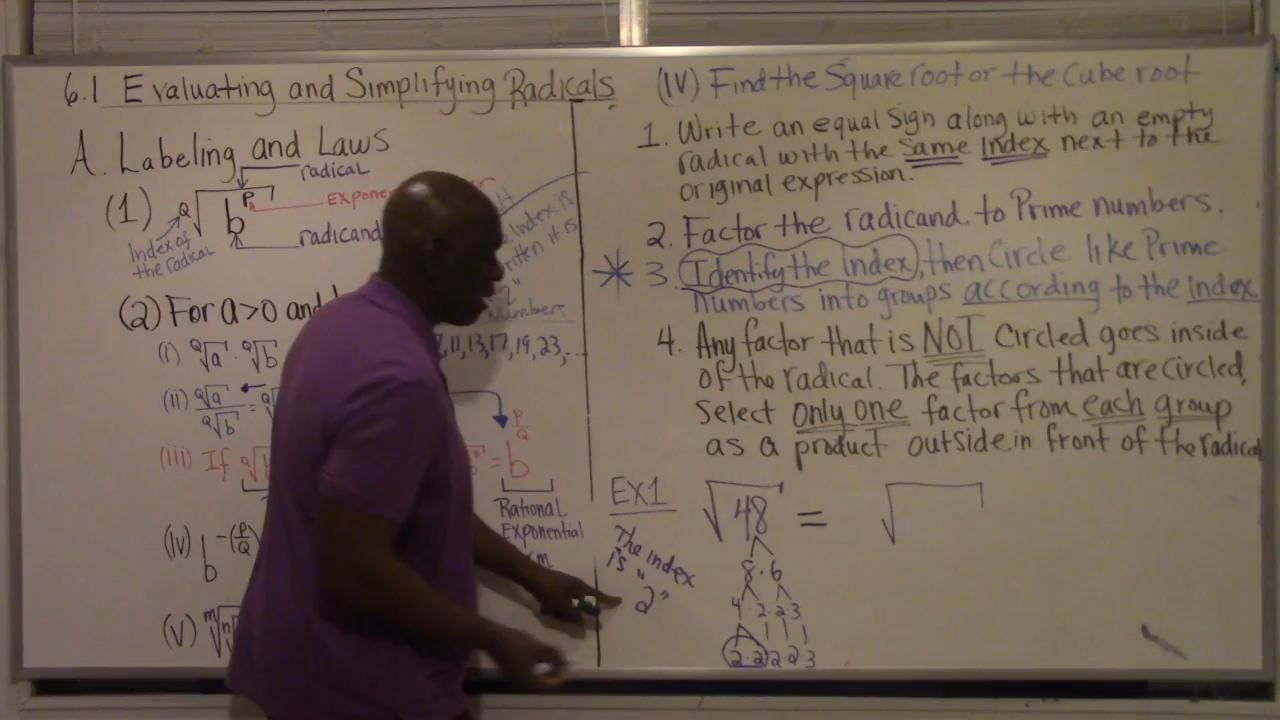 6.1 Evaluating and Simplifying Radicals
A. Labeling and Laws
radical
(1) Q√ b P
Index of
the radical
radicand
(2) For a>0 and
(i) ᵠ√a · ᵠ√b
(ii) ᵠ√a / ᵠ√b =
(iii) If
= b P/Q
Rational
Exponential
(iv) b -(P/Q)
(v) m√n√
Index is
it is
"2"
Numbers
11,13,17,19,23,...
(IV) Find the Square root or the Cube root
1. Write an equal sign along with an empty
radical with the same Index next to the
original expression.
2. Factor the radicand to Prime numbers.
* 3. Identify the Index, then Circle like Prime
numbers into groups according to the Index
4. Any factor that is NOT Circled goes inside
of the radical. The factors that are circled,
Select only one factor from each group
as a product outside in front of the radical
EX1 √48 = √
The Index
is "2"
8·6
4·2·2·3
2·2·2·2·3